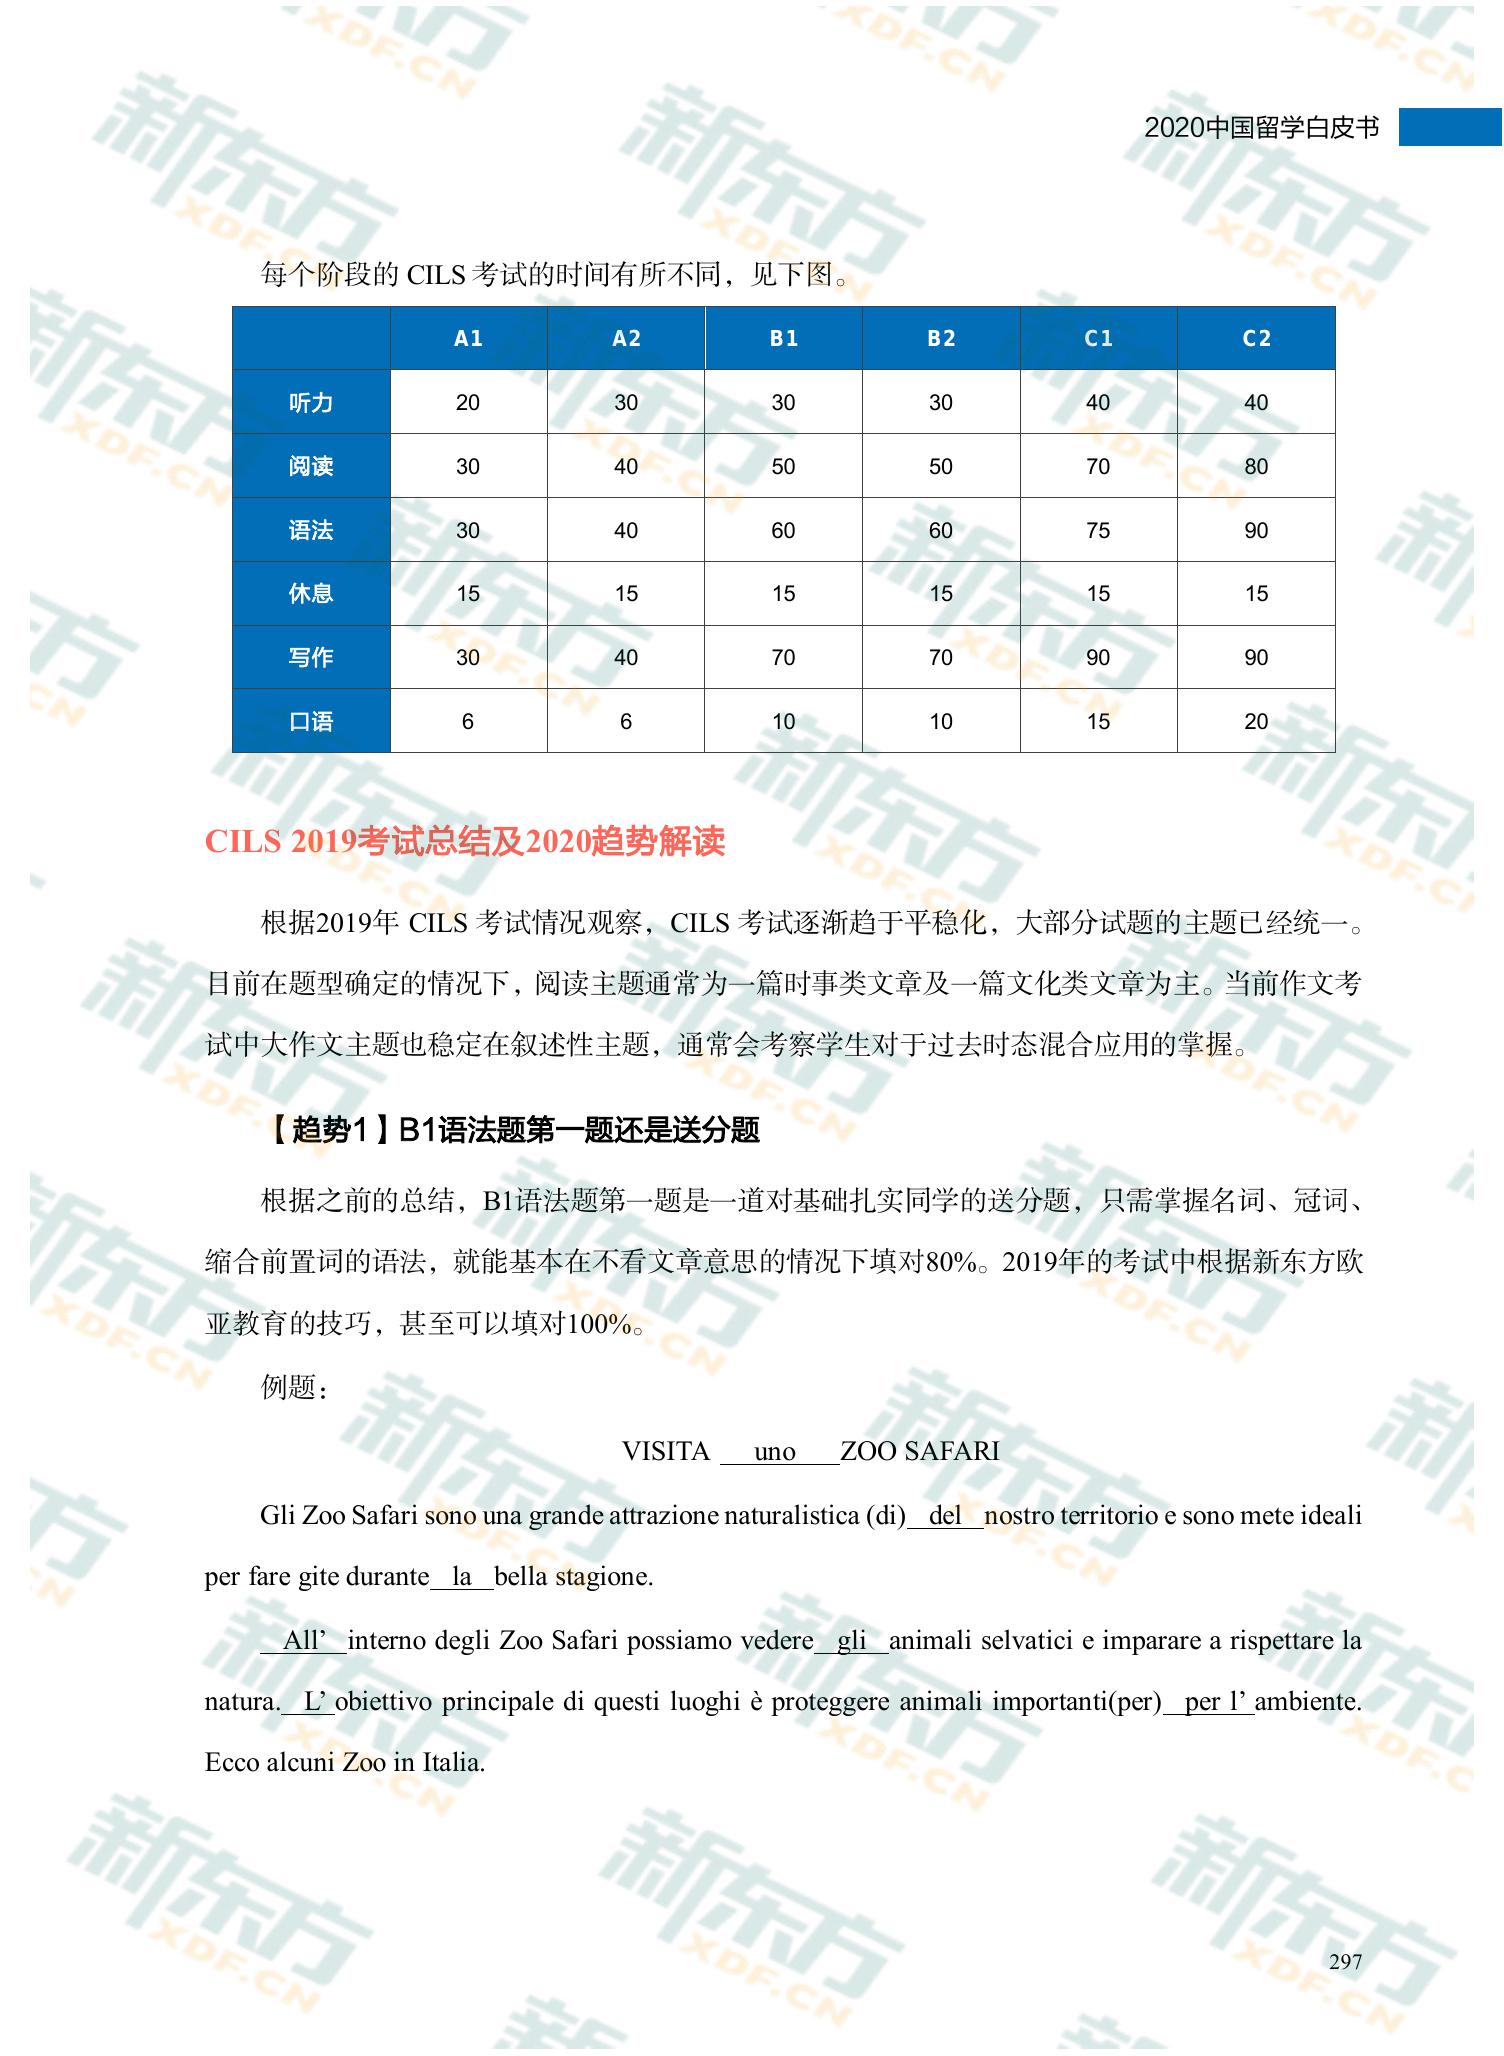 2020中国留学白皮书
每个阶段的 CILS 考试的时间有所不同，见下图。
A1 A2 B1 B2 C1 C2
听力 20 30 30 30 40 40
阅读 30 40 50 50 70 80
语法 30 40 60 60 75 90
休息 15 15 15 15 15 15
写作 30 40 70 70 90 90
口语 6 6 10 10 15 20
CILS 2019考试总结及2020趋势解读
根据2019年 CILS 考试情况观察，CILS 考试逐渐趋于平稳化，大部分试题的主题已经统一。
目前在题型确定的情况下，阅读主题通常为一篇时事类文章及一篇文化类文章为主。当前作文考
试中大作文主题也稳定在叙述性主题，通常会考察学生对于过去时态混合应用的掌握。
【趋势1】B1语法题第一题还是送分题
根据之前的总结，B1语法题第一题是一道对基础扎实同学的送分题，只需掌握名词、冠词、
缩合前置词的语法，就能基本在不看文章意思的情况下填对80%。2019年的考试中根据新东方欧
亚教育的技巧，甚至可以填对100%。
例题：
VISITA uno ZOO SAFARI
Gli Zoo Safari sono una grande attrazione naturalistica (di) del nostro territorio e sono mete ideali
per fare gite durante la bella stagione.
All’ interno degli Zoo Safari possiamo vedere gli animali selvatici e imparare a rispettare la
natura. L’ obiettivo principale di questi luoghi è proteggere animali importanti(per) per l’ ambiente.
Ecco alcuni Zoo in Italia.
297
新东方
XDF.CN